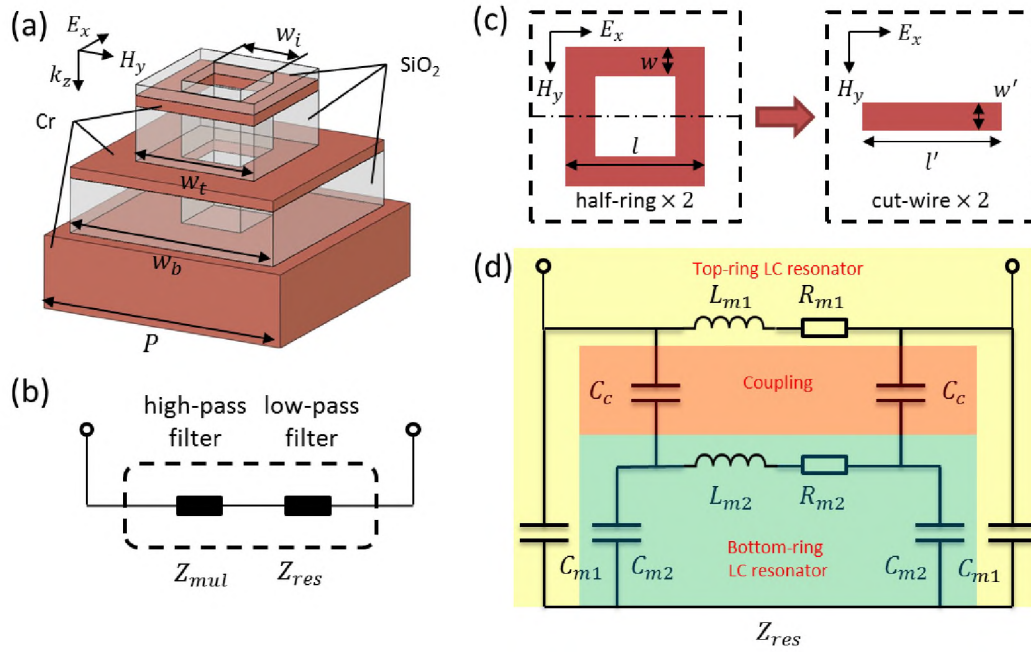 (a)
E_x
H_y
k_z
w_i
SiO₂
Cr
w_t
w_b
P
(b)
high-pass filter
low-pass filter
Z_mul
Z_res
(c)
E_x
H_y
w
l
half-ring × 2
E_x
H_y
w'
l'
cut-wire × 2
(d)
Top-ring LC resonator
L_m1
R_m1
C_c
Coupling
C_c
L_m2
R_m2
C_m1
C_m2
Bottom-ring
LC resonator
C_m2
C_m1
Z_res